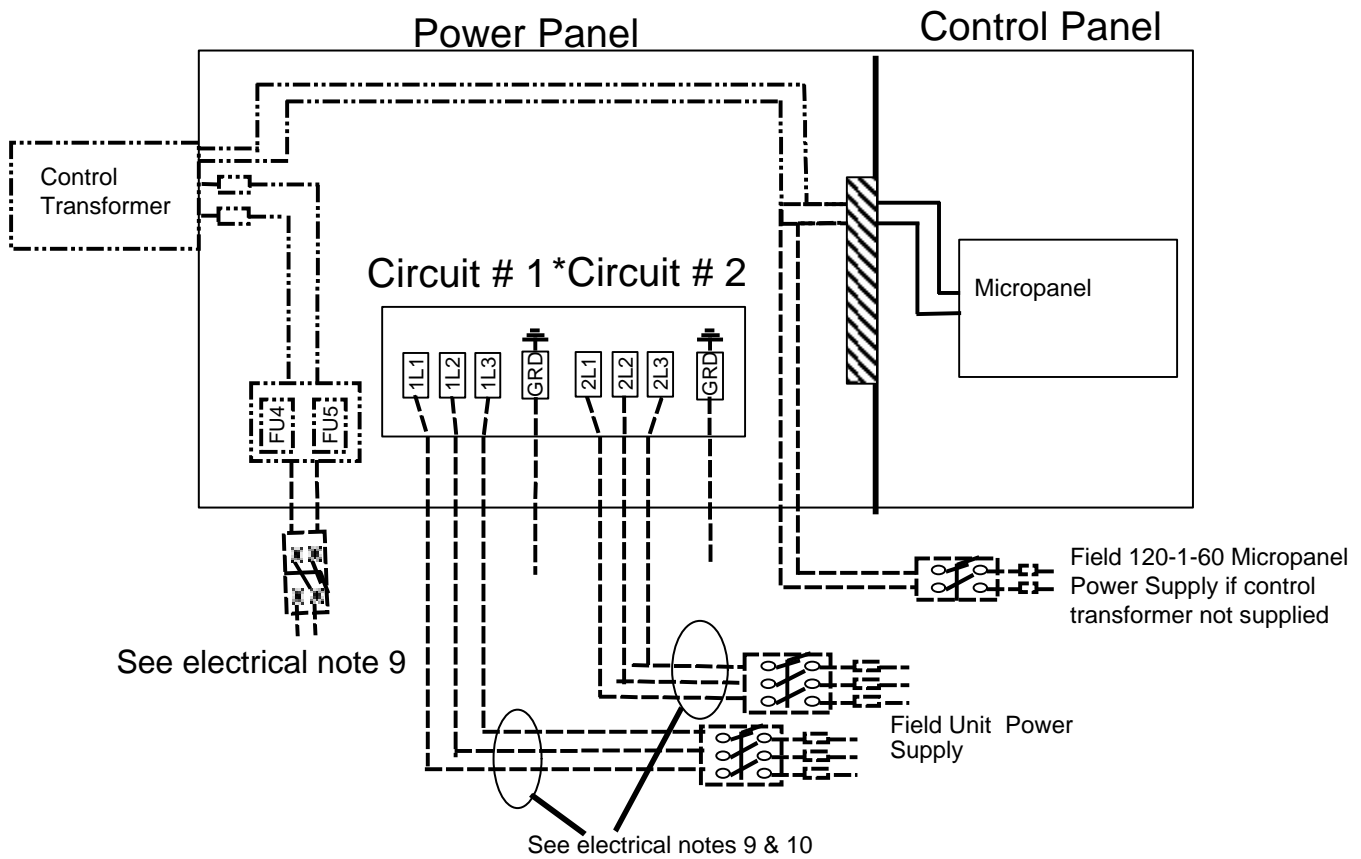 Power Panel
Control Panel
Control
Transformer
Circuit # 1 *Circuit # 2
Micropanel
1L1
1L2
1L3
GRD
2L1
2L2
2L3
GRD
FU4
FU5
Field 120-1-60 Micropanel
Power Supply if control
transformer not supplied
See electrical note 9
Field Unit Power
Supply
See electrical notes 9 & 10